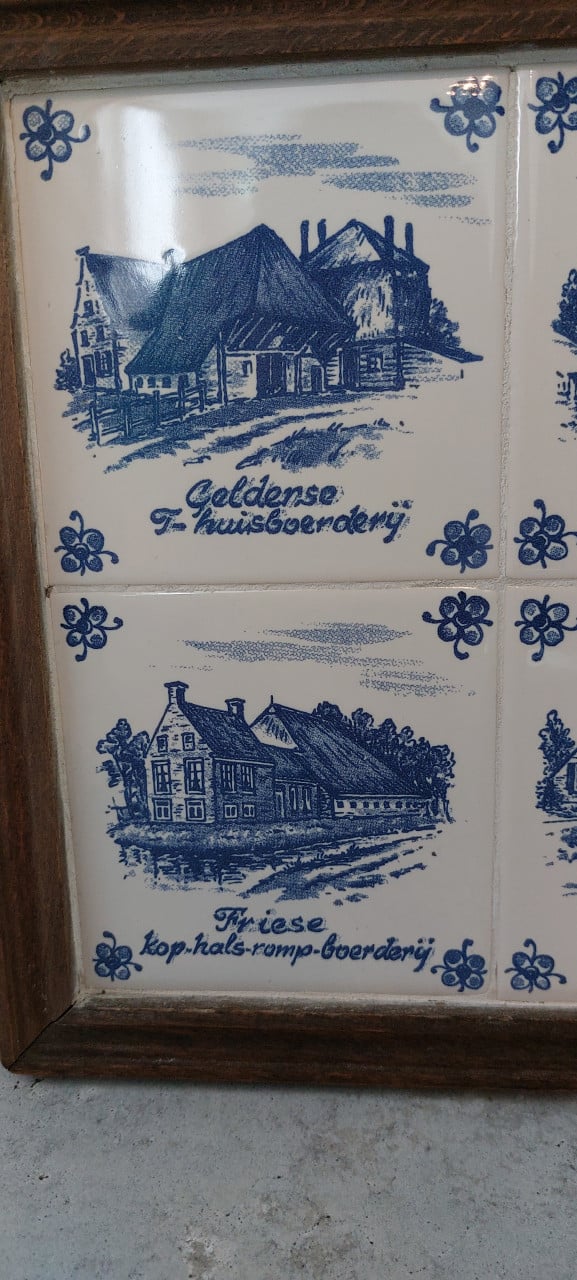 Geldense
T-huisboerderij
Friese
kop-hals-romp-boerderij